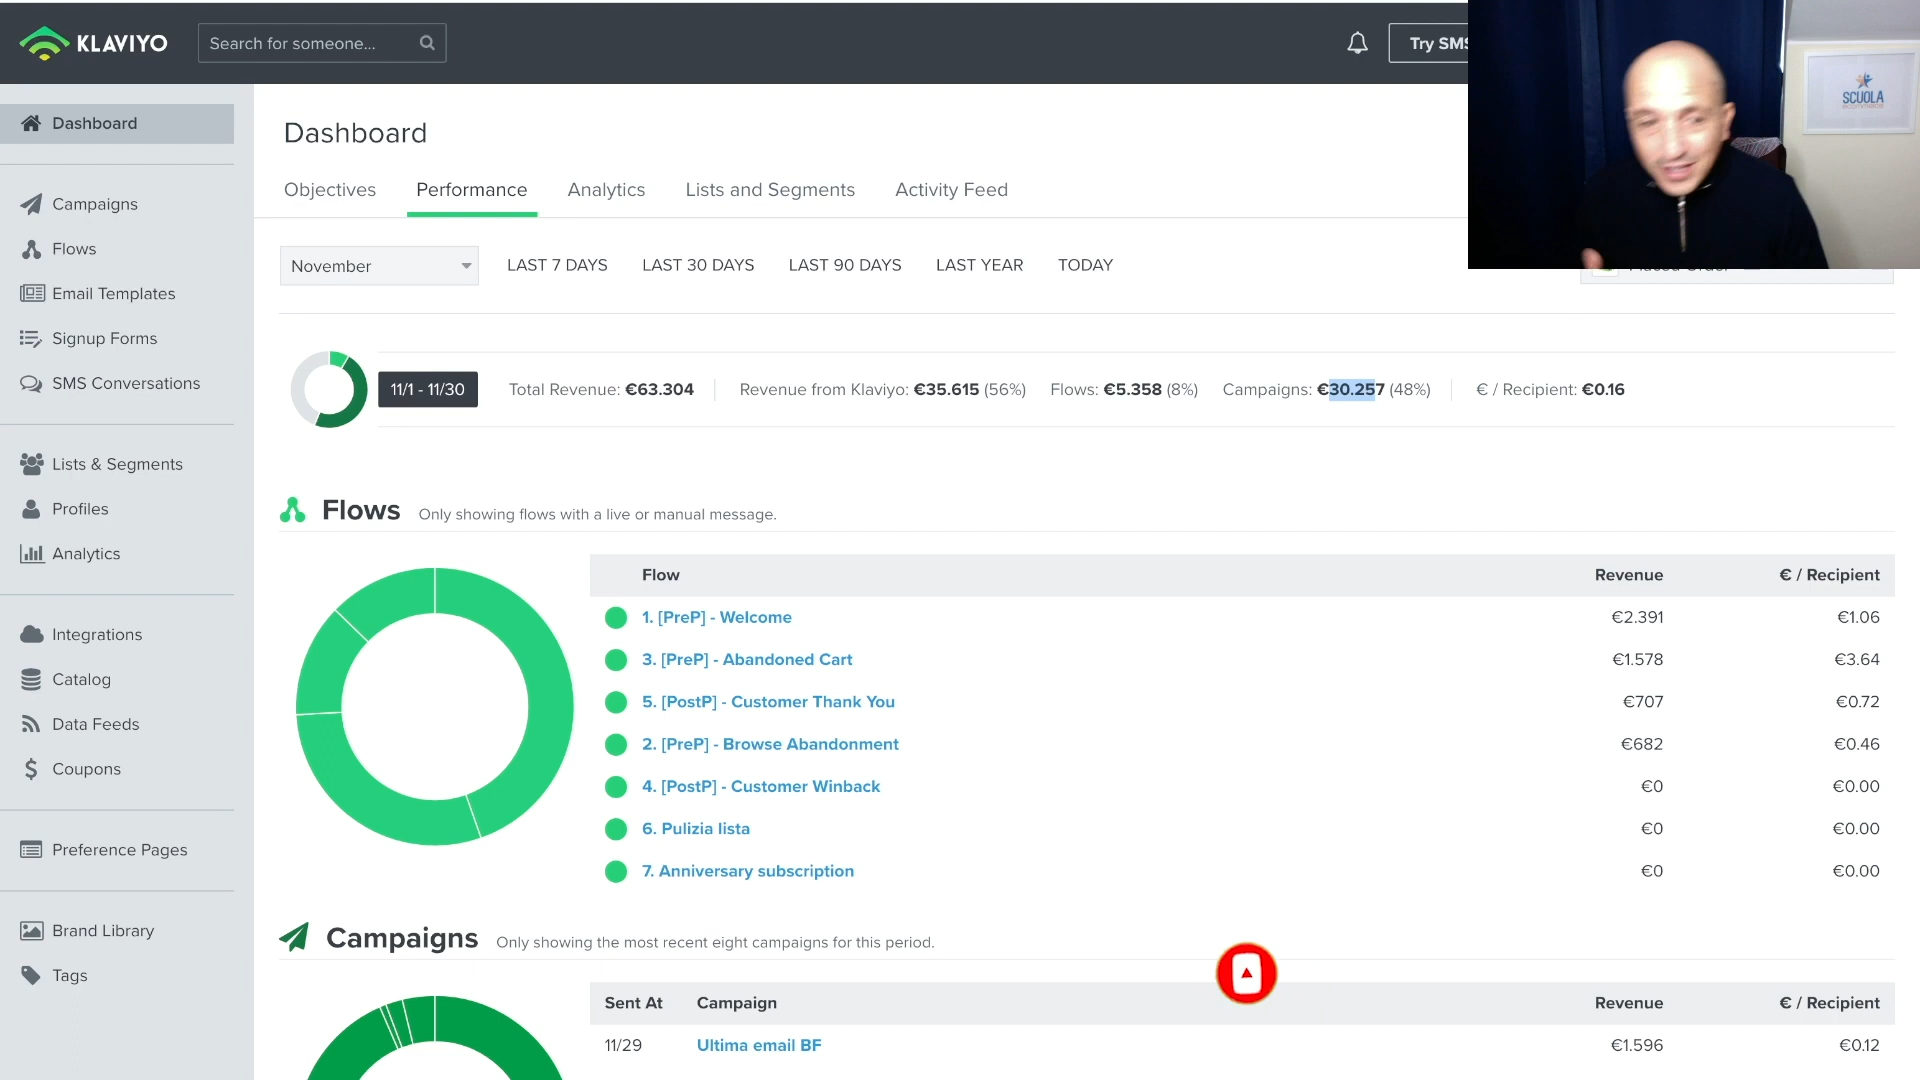 KLAVIYO
Search for someone...
Try SMS
SCUOLA
Dashboard
Campaigns
Flows
Email Templates
Signup Forms
SMS Conversations
Lists & Segments
Profiles
Analytics
Integrations
Catalog
Data Feeds
Coupons
Preference Pages
Brand Library
Tags
Dashboard
Objectives Performance Analytics Lists and Segments Activity Feed
November LAST 7 DAYS LAST 30 DAYS LAST 90 DAYS LAST YEAR TODAY
11/1 - 11/30 Total Revenue: €63.304 Revenue from Klaviyo: €35.615 (56%) Flows: €5.358 (8%) Campaigns: €30.257 (48%) € / Recipient: €0.16
Flows Only showing flows with a live or manual message.
Flow Revenue € / Recipient
1. [PreP] - Welcome €2.391 €1.06
3. [PreP] - Abandoned Cart €1.578 €3.64
5. [PostP] - Customer Thank You €707 €0.72
2. [PreP] - Browse Abandonment €682 €0.46
4. [PostP] - Customer Winback €0 €0.00
6. Pulizia lista €0 €0.00
7. Anniversary subscription €0 €0.00
Campaigns Only showing the most recent eight campaigns for this period.
Sent At Campaign Revenue € / Recipient
11/29 Ultima email BF €1.596 €0.12